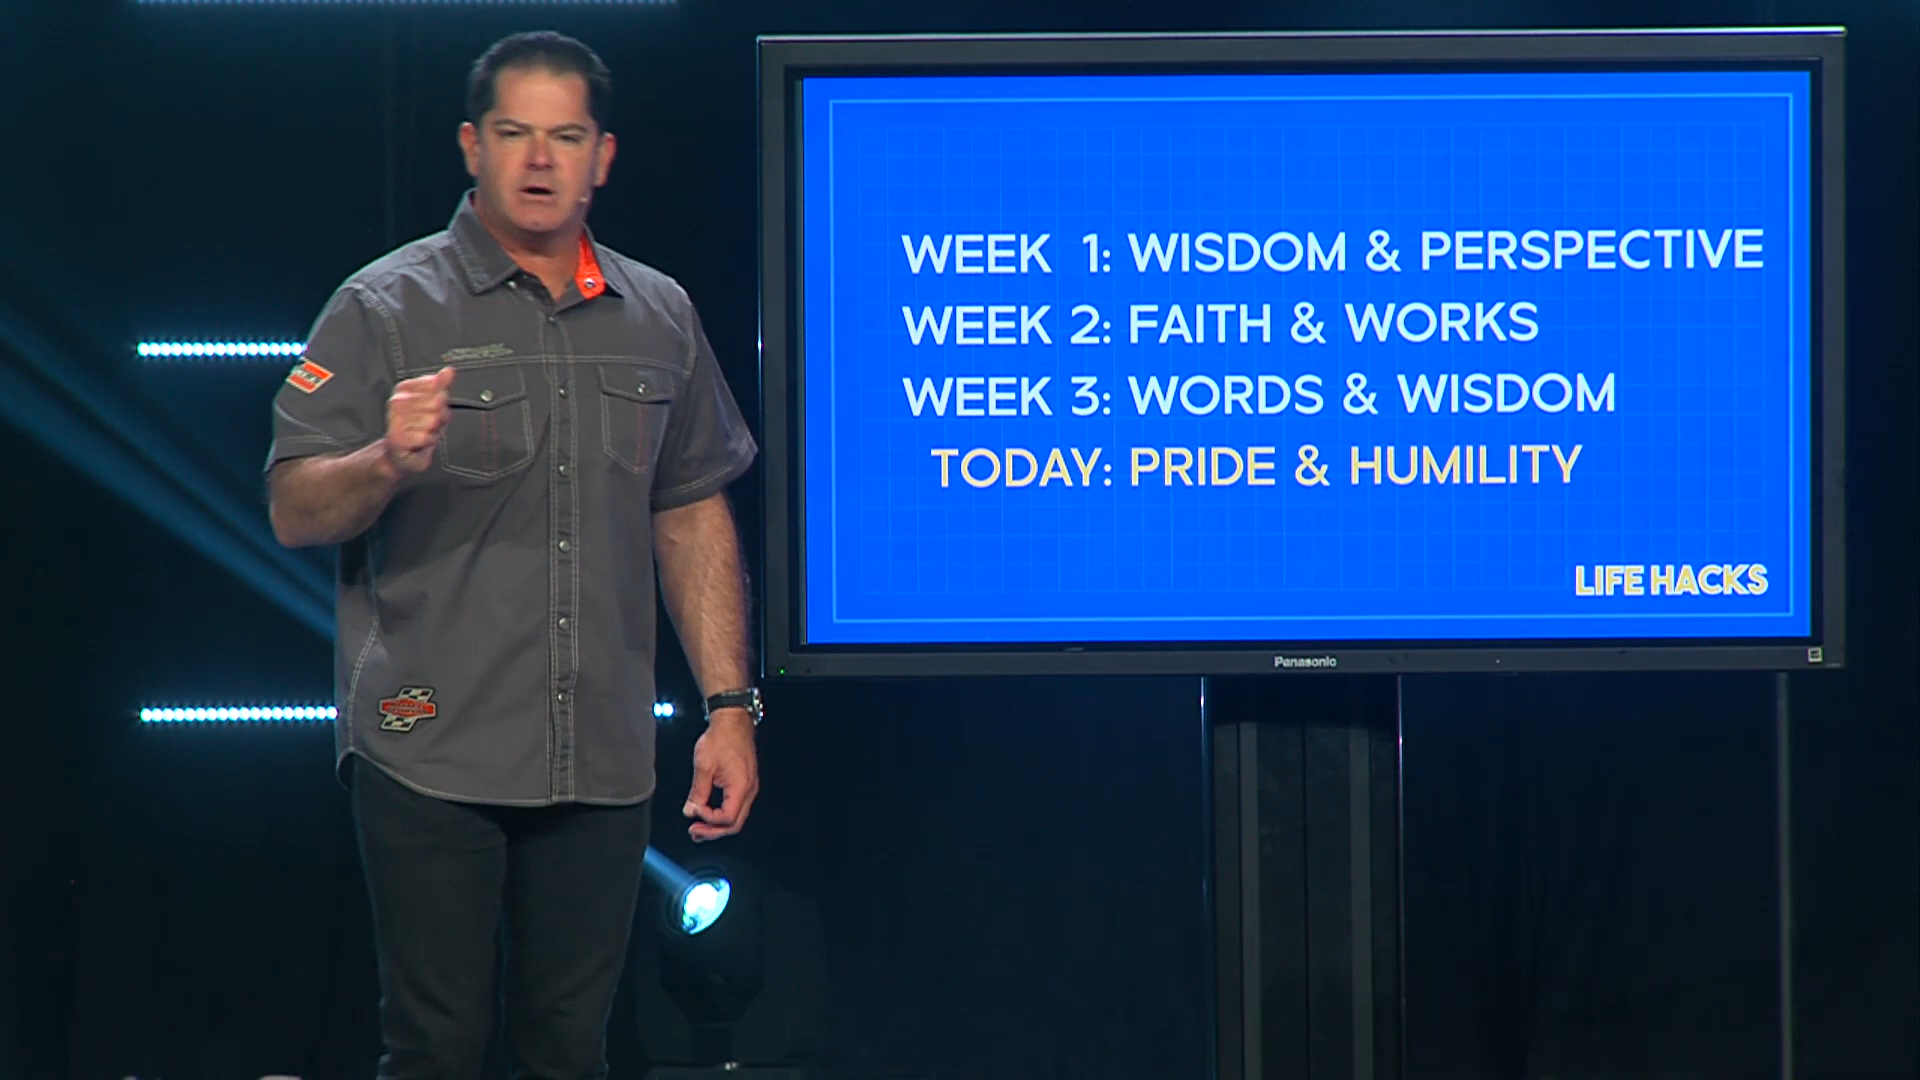 WEEK 1: WISDOM & PERSPECTIVE
WEEK 2: FAITH & WORKS
WEEK 3: WORDS & WISDOM
TODAY: PRIDE & HUMILITY
LIFE HACKS
Panasonic